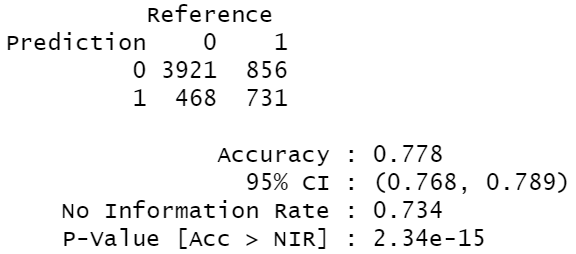 Reference
Prediction 0 1
0 3921 856
1 468 731
Accuracy : 0.778
95% CI : (0.768, 0.789)
No Information Rate : 0.734
P-Value [Acc > NIR] : 2.34e-15